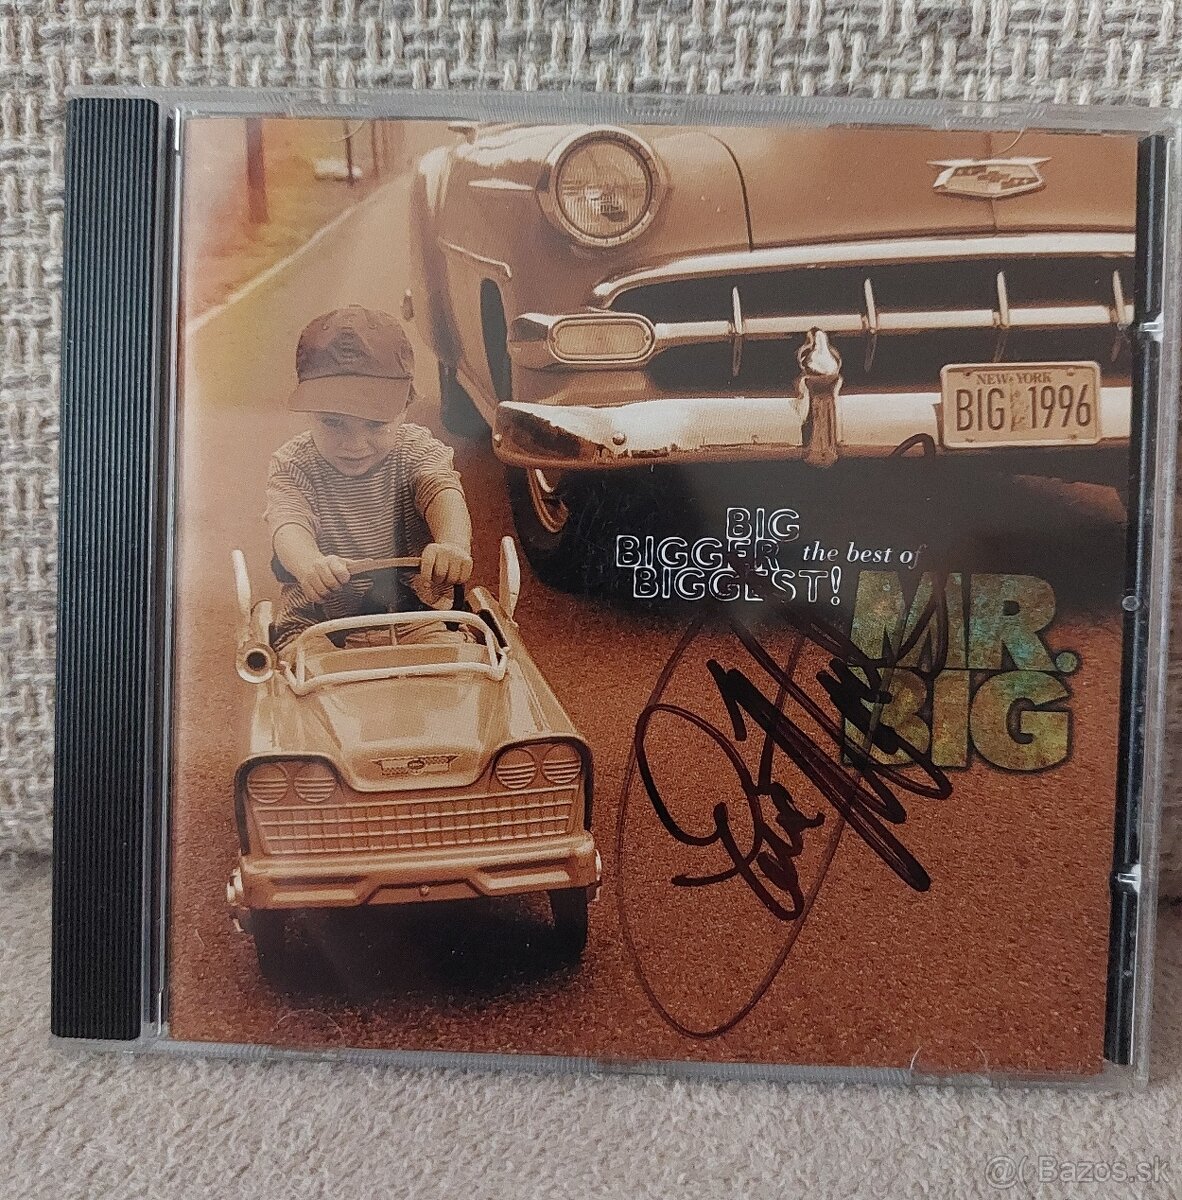 NEW YORK
BIG 1996
BIG
BIGGER
BIGGEST!
the best of
MR.
BIG
@( Bazos.sk